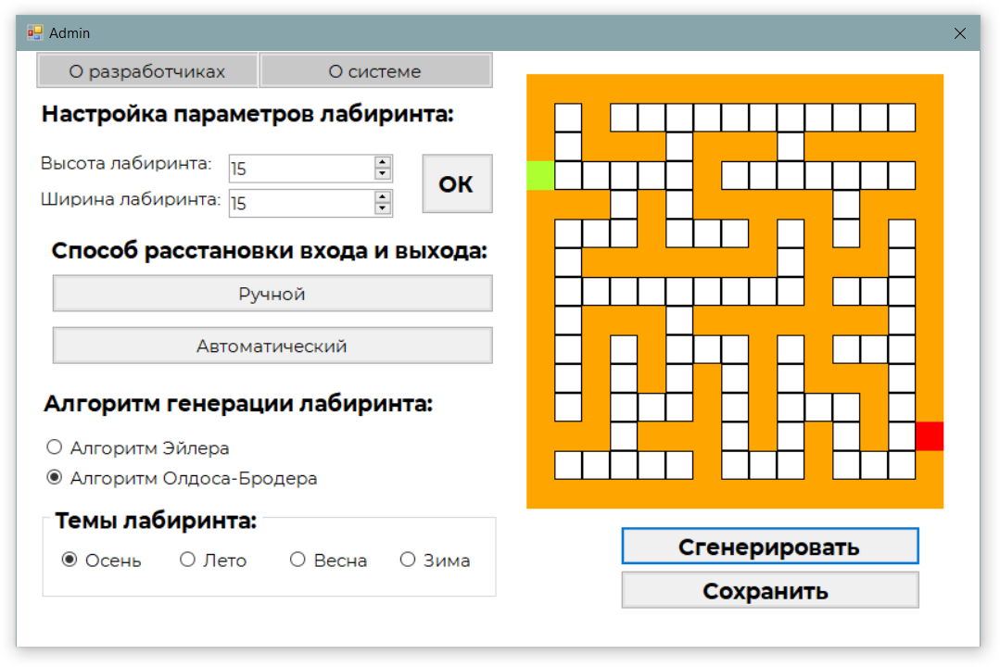 Admin
О разработчиках
О системе
Настройка параметров лабиринта:
Высота лабиринта:
15
Ширина лабиринта:
15
ОК
Способ расстановки входа и выхода:
Ручной
Автоматический
Алгоритм генерации лабиринта:
Алгоритм Эйлера
Алгоритм Олдоса-Бродера
Темы лабиринта:
Осень
Лето
Весна
Зима
Сгенерировать
Сохранить